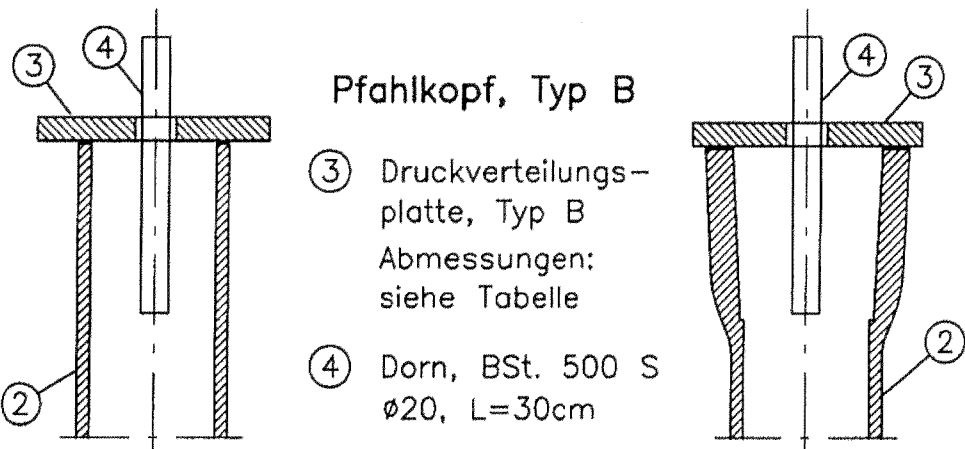 4
3
2
Pfahlkopf, Typ B
3 Druckverteilungs-
platte, Typ B
Abmessungen:
siehe Tabelle
4 Dorn, BSt. 500 S
ø20, L=30cm
4
3
2